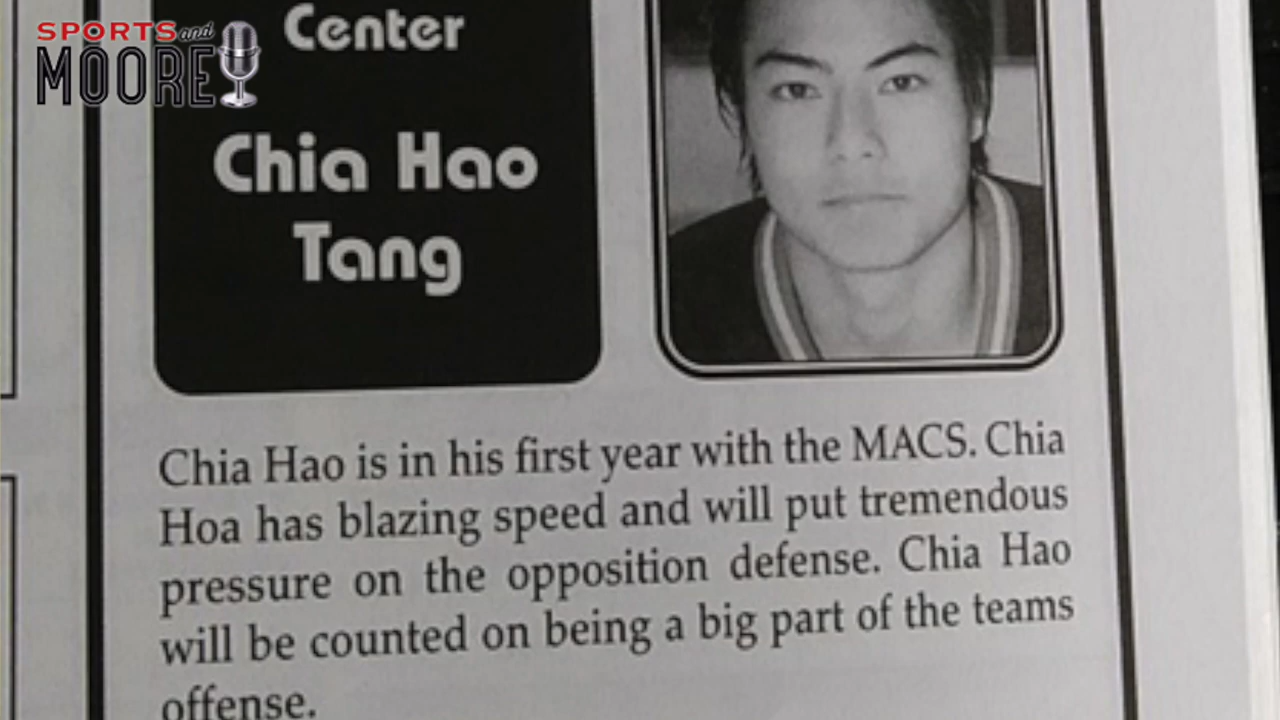 SPORTS and
MOORE
Center
Chia Hao
Tang
Chia Hao is in his first year with the MACS. Chia
Hoa has blazing speed and will put tremendous
pressure on the opposition defense. Chia Hao
will be counted on being a big part of the teams
offense.